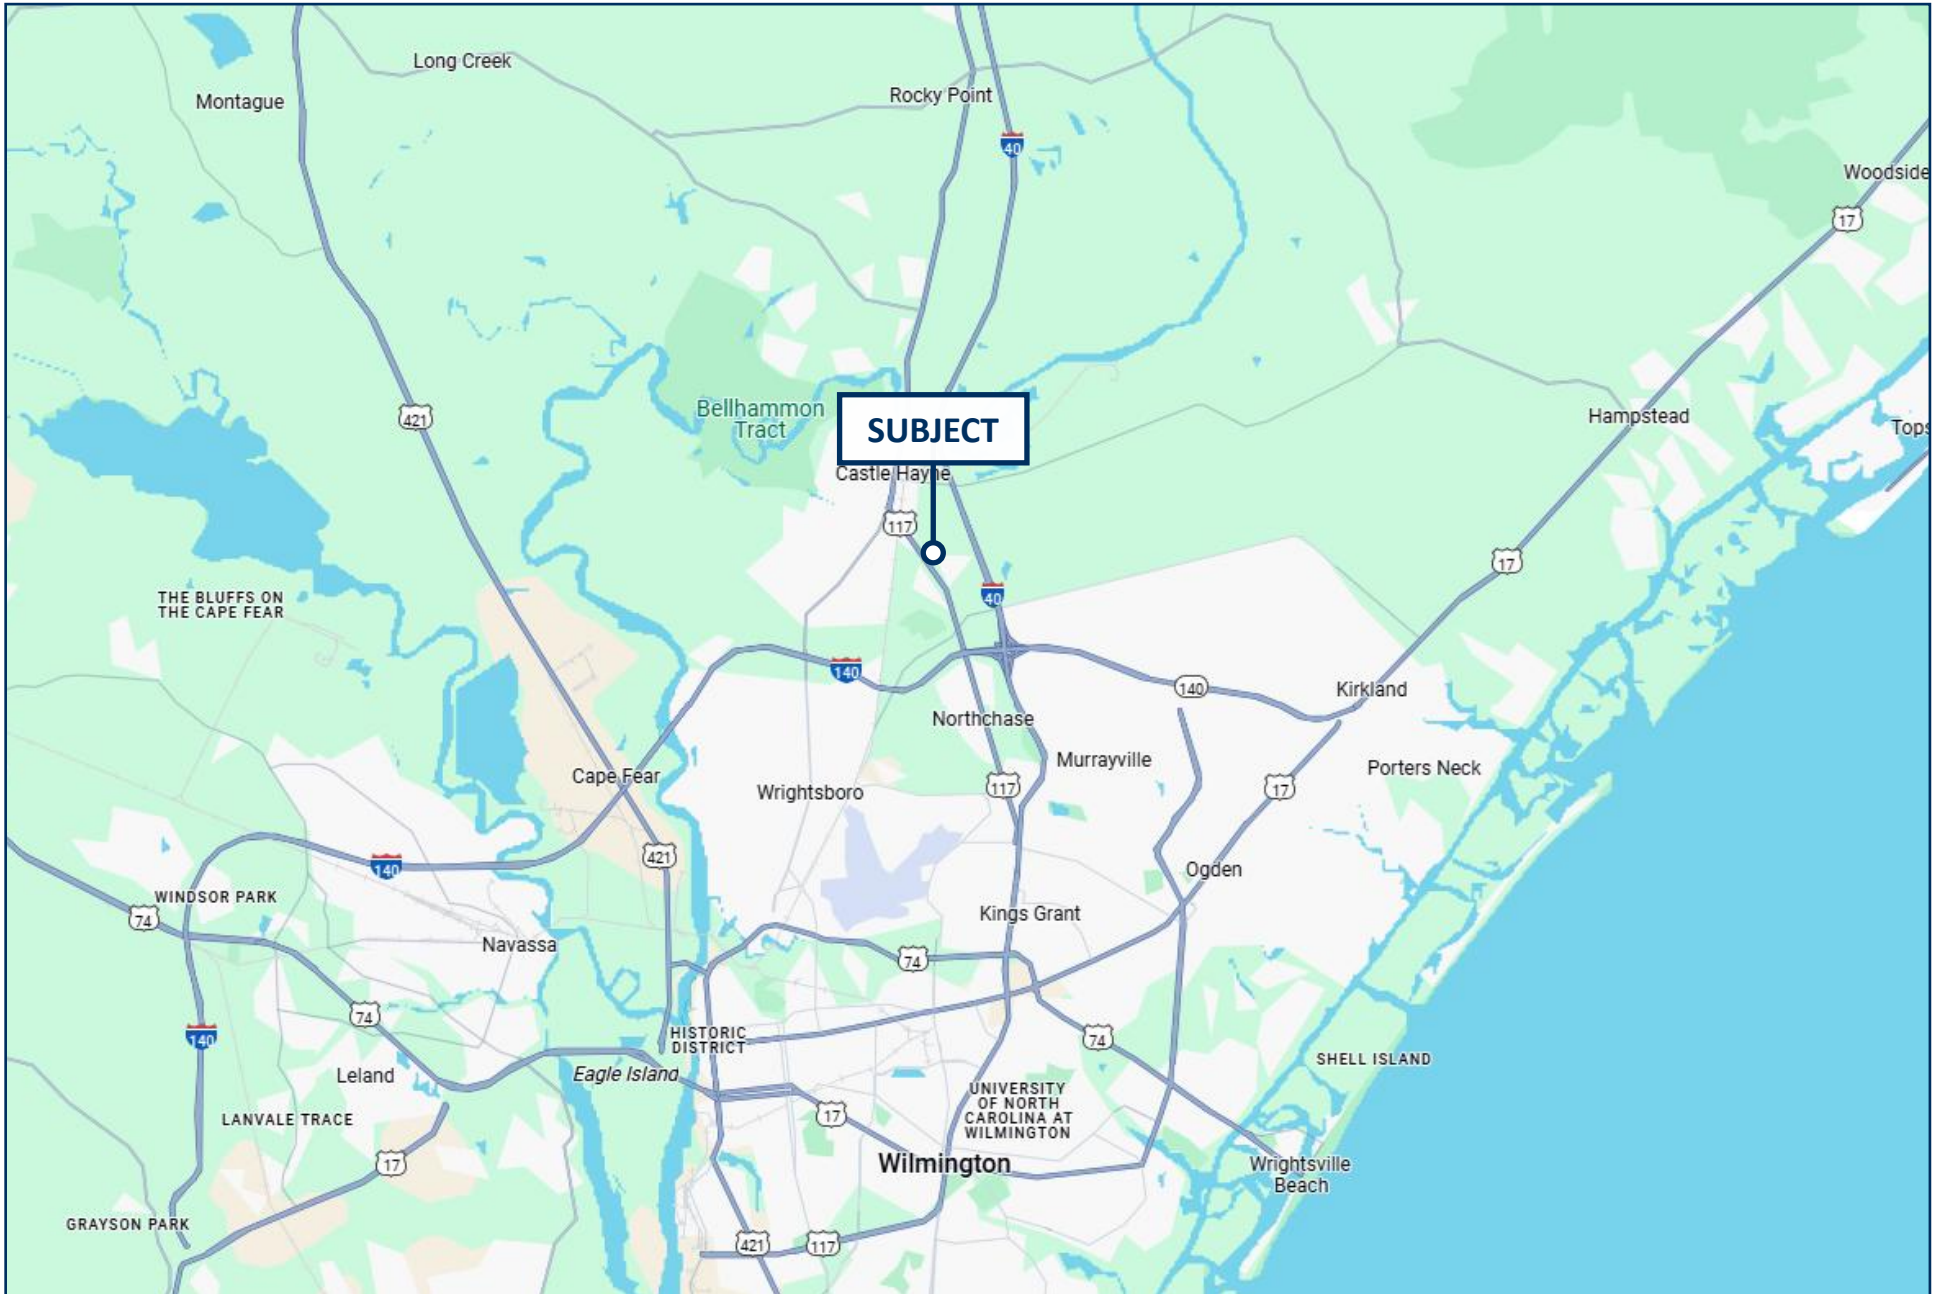 Long Creek
Montague
Rocky Point
40
Woodside
17
421
Bellhammon
Tract
SUBJECT
Hampstead
Tops
Castle Hayne
117
17
THE BLUFFS ON
THE CAPE FEAR
40
140
140
Kirkland
Northchase
Murrayville
Porters Neck
Cape Fear
Wrightsboro
117
17
421
140
Ogden
WINDSOR PARK
74
Kings Grant
Navassa
74
74
140
HISTORIC
DISTRICT
74
SHELL ISLAND
Leland
Eagle Island
UNIVERSITY
OF NORTH
CAROLINA AT
WILMINGTON
LANVALE TRACE
17
17
Wilmington
Wrightsville
Beach
GRAYSON PARK
421
117